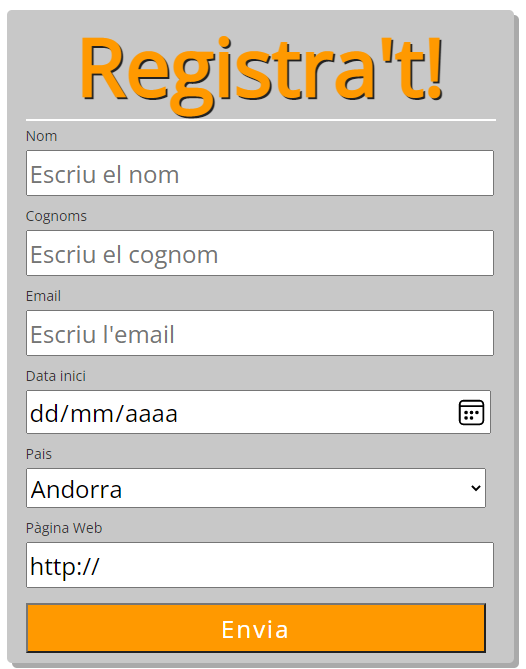 Registra't!
Nom
Escriu el nom
Cognoms
Escriu el cognom
Email
Escriu l'email
Data inici
dd/mm/aaaa
Pais
Andorra
Pàgina Web
http://
Envia